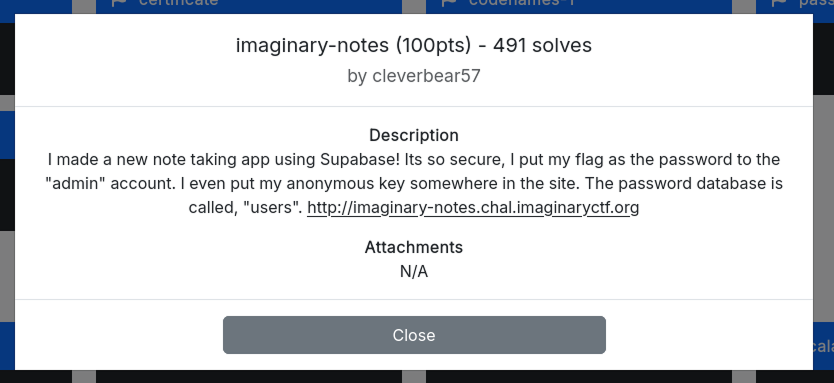 certificate codenames-1 pass
imaginary-notes (100pts) - 491 solves
by cleverbear57
Description
I made a new note taking app using Supabase! Its so secure, I put my flag as the password to the
"admin" account. I even put my anonymous key somewhere in the site. The password database is
called, "users". http://imaginary-notes.chal.imaginaryctf.org
Attachments
N/A
Close